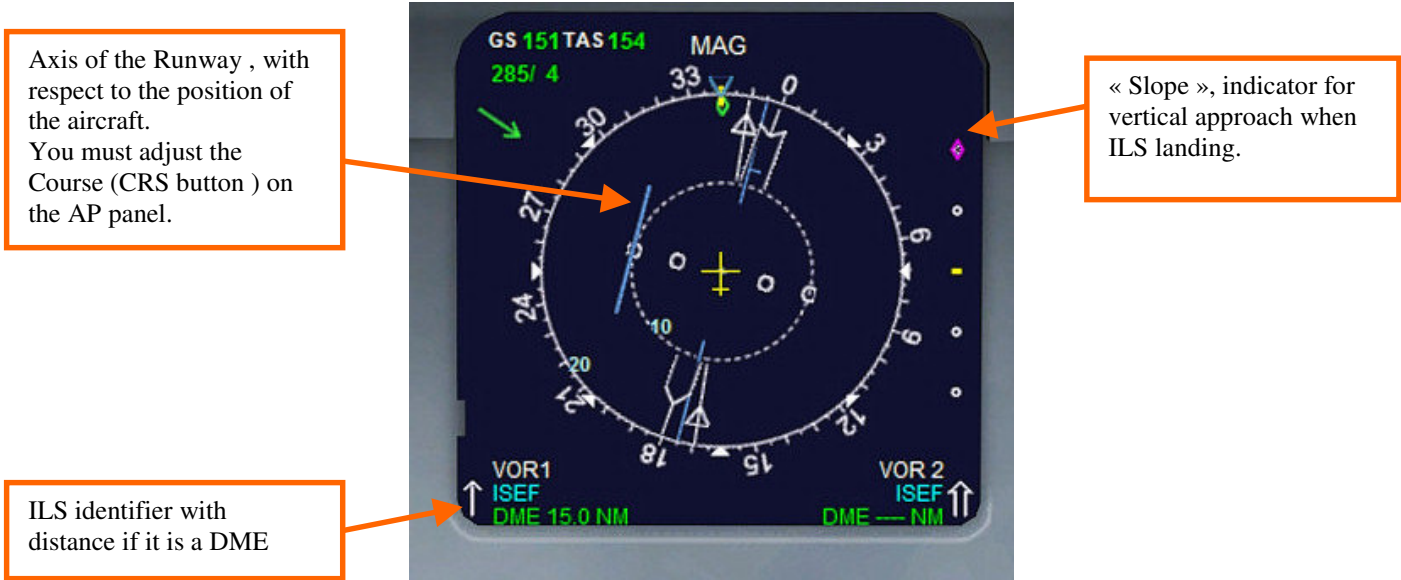 Axis of the Runway , with
respect to the position of
the aircraft.
You must adjust the
Course (CRS button ) on
the AP panel.
GS 151 TAS 154
MAG
285/ 4
33
0
3
6
9
12
15
18
21
24
27
30
10
20
« Slope », indicator for
vertical approach when
ILS landing.
VOR1
ISEF
DME 15.0 NM
VOR 2
ISEF
DME ---- NM
ILS identifier with
distance if it is a DME